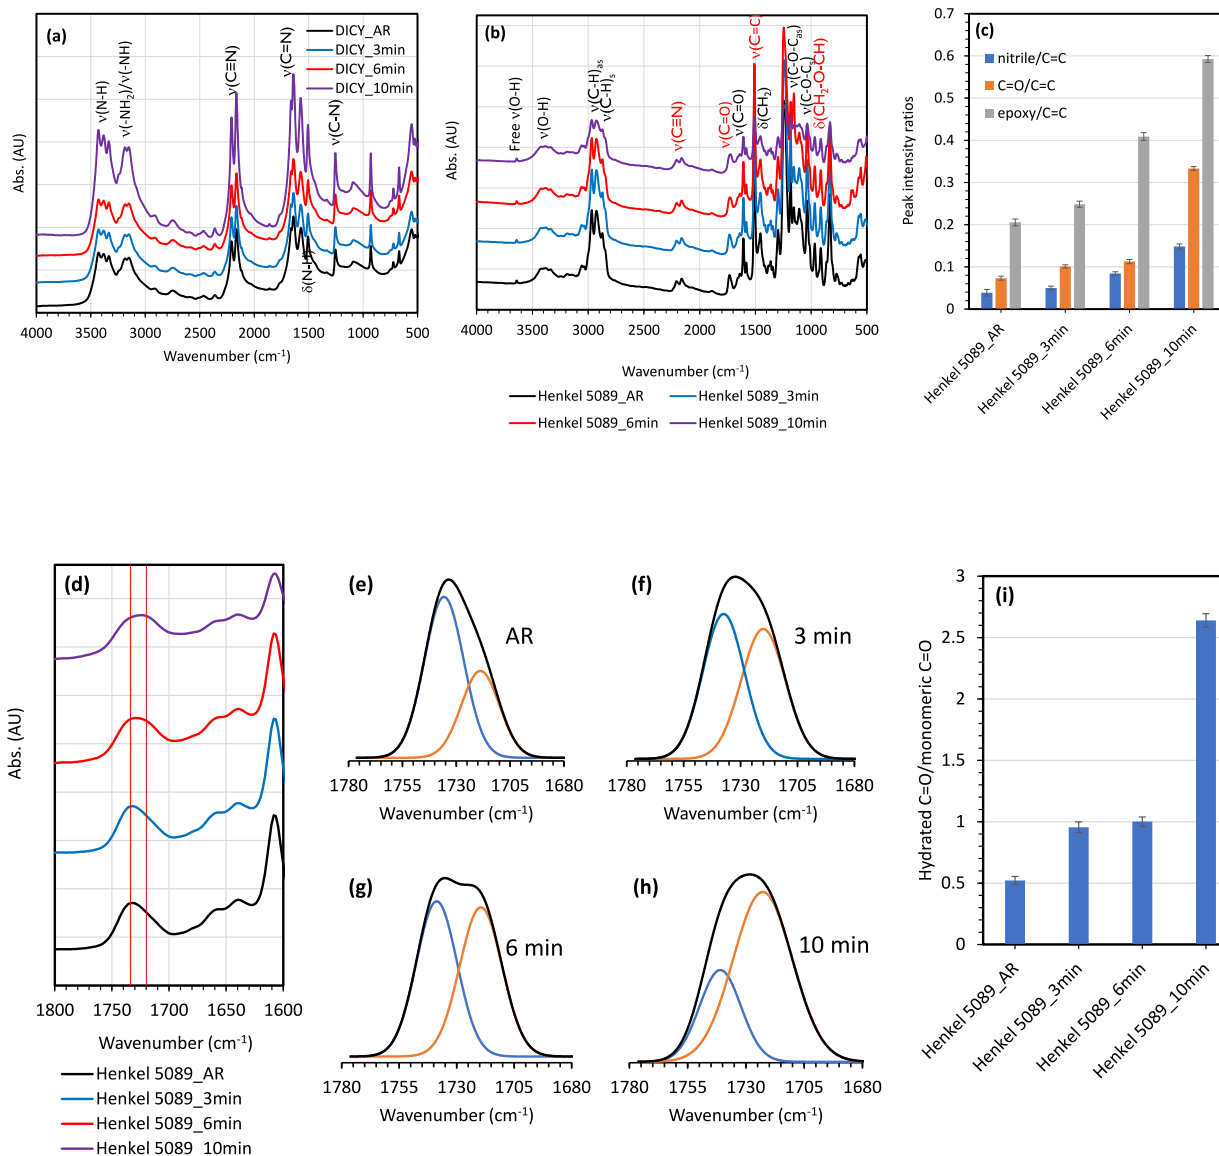 (a)
DICY_AR
DICY_3min
DICY_6min
DICY_10min
ν(N-H)
ν(-NH2)/ν(-NH)
ν(C≡N)
ν(C=N)
δ(N-H)
ν(C-N)
Abs. (AU)
4000 3500 3000 2500 2000 1500 1000 500
Wavenumber (cm-1)
(b)
Free ν(O-H)
ν(O-H)
ν(C-H)as
ν(C-H)s
ν(C≡N)
ν(C=O)
ν(C=O)
ν(C=C)
δ(CH2)
ν(C-O-Cas)
ν(C-O-Cs)
δ(CH2-O-CH)
Abs. (AU)
4000 3500 3000 2500 2000 1500 1000 500
Wavenumber (cm-1)
Henkel 5089_AR
Henkel 5089_3min
Henkel 5089_6min
Henkel 5089_10min
(c)
nitrile/C=C
C=O/C=C
epoxy/C=C
Peak intensity ratios
0.7
0.6
0.5
0.4
0.3
0.2
0.1
0
Henkel 5089_AR
Henkel 5089_3min
Henkel 5089_6min
Henkel 5089_10min
(d)
Abs. (AU)
1800 1750 1700 1650 1600
Wavenumber (cm-1)
Henkel 5089_AR
Henkel 5089_3min
Henkel 5089_6min
Henkel 5089_10min
(e)
AR
1780 1755 1730 1705 1680
Wavenumber (cm-1)
(f)
3 min
1780 1755 1730 1705 1680
Wavenumber (cm-1)
(g)
6 min
1780 1755 1730 1705 1680
Wavenumber (cm-1)
(h)
10 min
1780 1755 1730 1705 1680
Wavenumber (cm-1)
(i)
Hydrated C=O/monomeric C=O
3
2.5
2
1.5
1
0.5
0
Henkel 5089_AR
Henkel 5089_3min
Henkel 5089_6min
Henkel 5089_10min